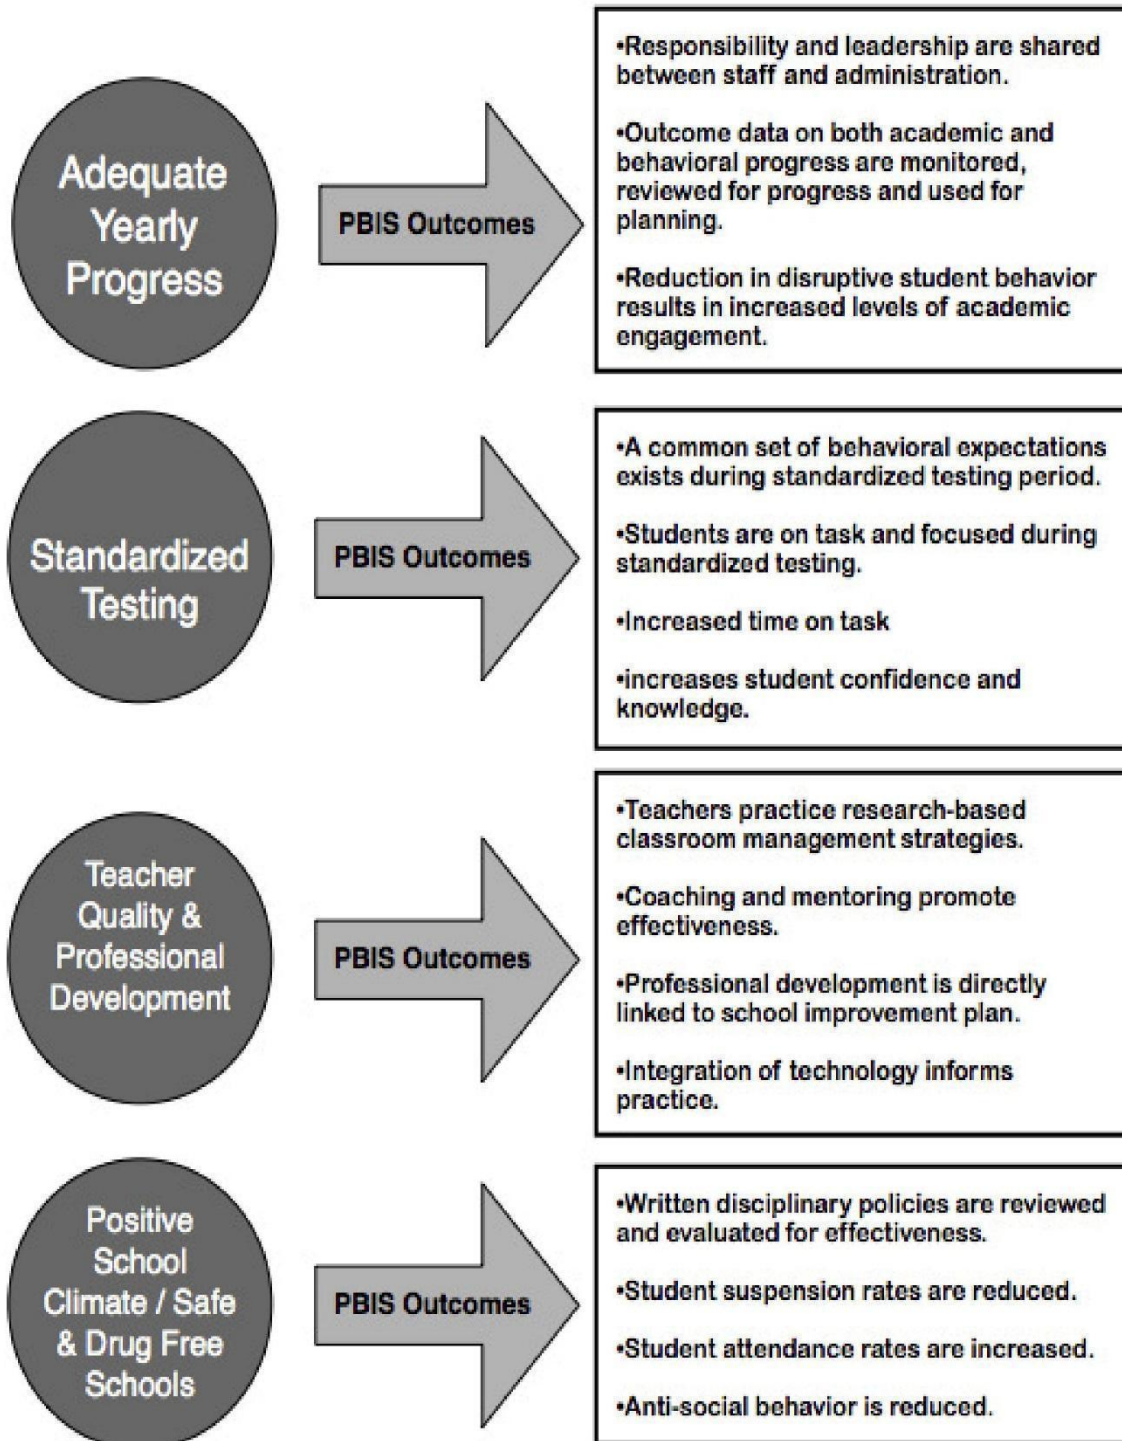 Adequate
Yearly
Progress
PBIS Outcomes
•Responsibility and leadership are shared
between staff and administration.
•Outcome data on both academic and
behavioral progress are monitored,
reviewed for progress and used for
planning.
•Reduction in disruptive student behavior
results in increased levels of academic
engagement.
Standardized
Testing
PBIS Outcomes
•A common set of behavioral expectations
exists during standardized testing period.
•Students are on task and focused during
standardized testing.
•Increased time on task
•increases student confidence and
knowledge.
Teacher
Quality &
Professional
Development
PBIS Outcomes
•Teachers practice research-based
classroom management strategies.
•Coaching and mentoring promote
effectiveness.
•Professional development is directly
linked to school improvement plan.
•Integration of technology informs
practice.
Positive
School
Climate / Safe
& Drug Free
Schools
PBIS Outcomes
•Written disciplinary policies are reviewed
and evaluated for effectiveness.
•Student suspension rates are reduced.
•Student attendance rates are increased.
•Anti-social behavior is reduced.